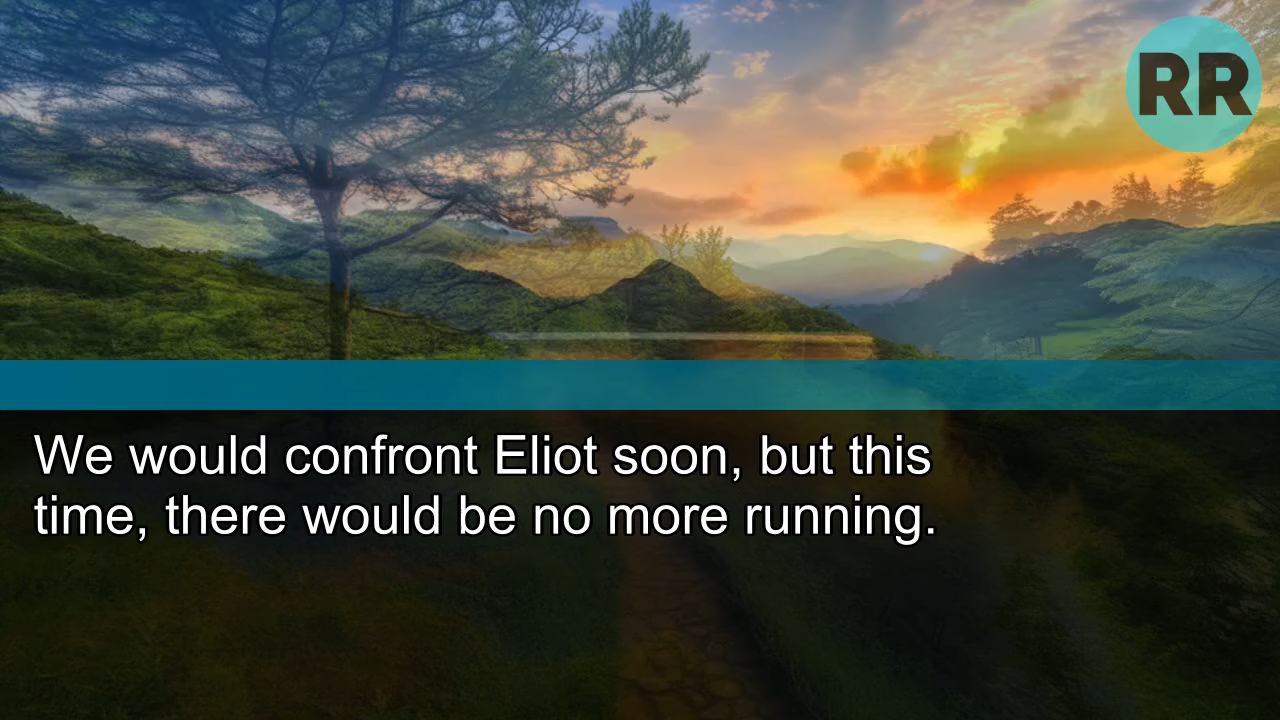 RR
We would confront Eliot soon, but this
time, there would be no more running.